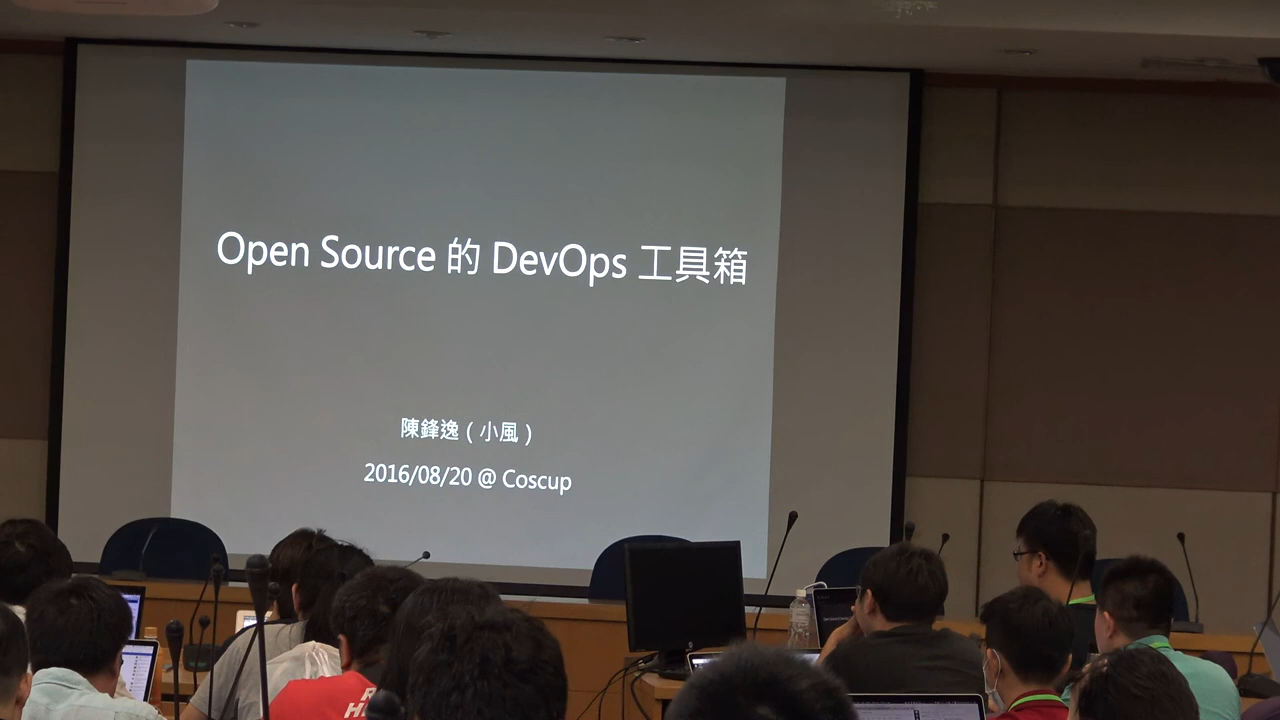 Open Source 的 DevOps 工具箱
陳鋒逸 ( 小風 )
2016/08/20 @ Coscup